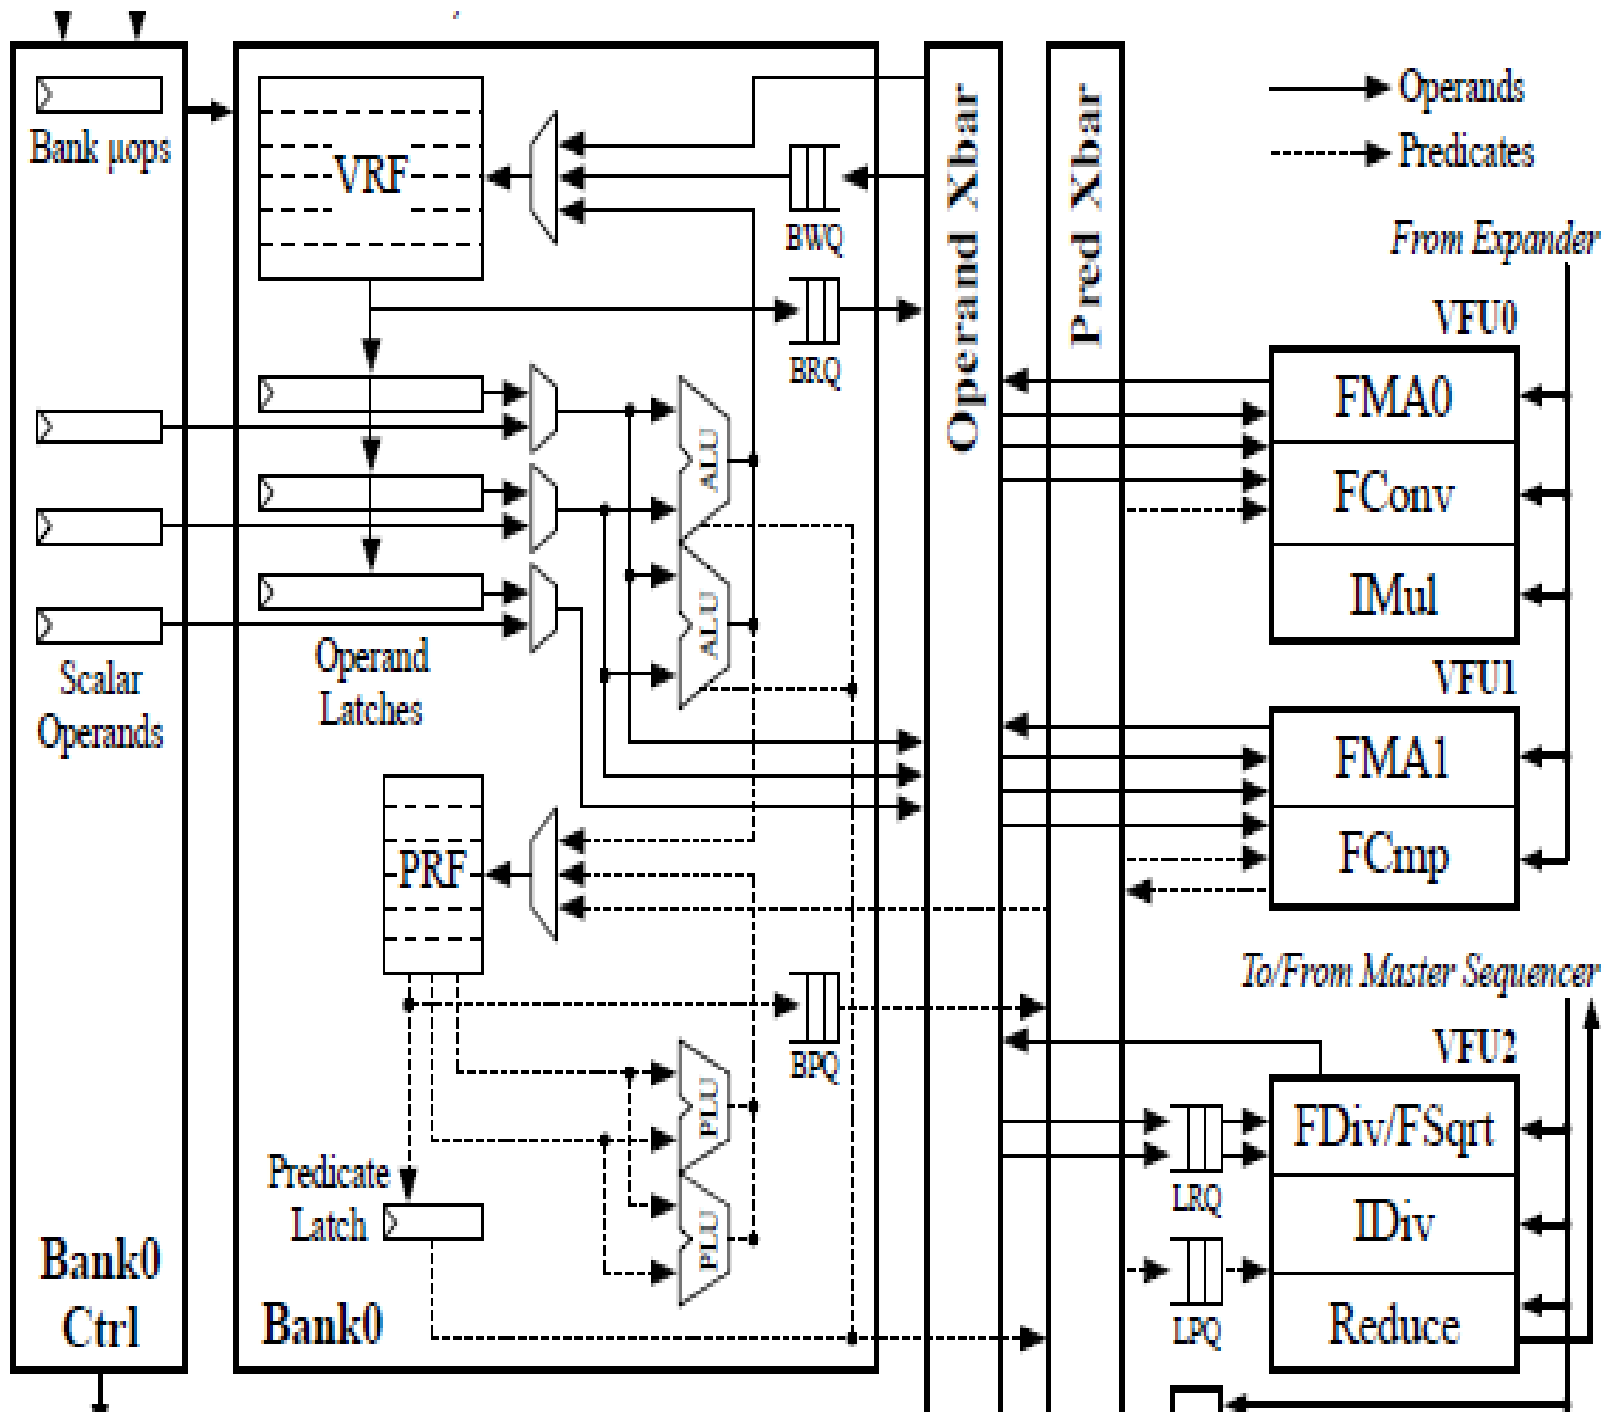 Bank µops
Scalar
Operands
Bank0
Ctrl
VRF
BWQ
BRQ
ALU
ALU
Operand
Latches
PRF
BPQ
PLU
PLU
Predicate
Latch
Bank0
Operand Xbar
Pred Xbar
Operands
Predicates
From Expander
VFU0
FMA0
FConv
IMul
VFU1
FMA1
FCmp
To/From Master Sequencer
VFU2
FDiv/FSqrt
IDiv
Reduce
LRQ
LPQ